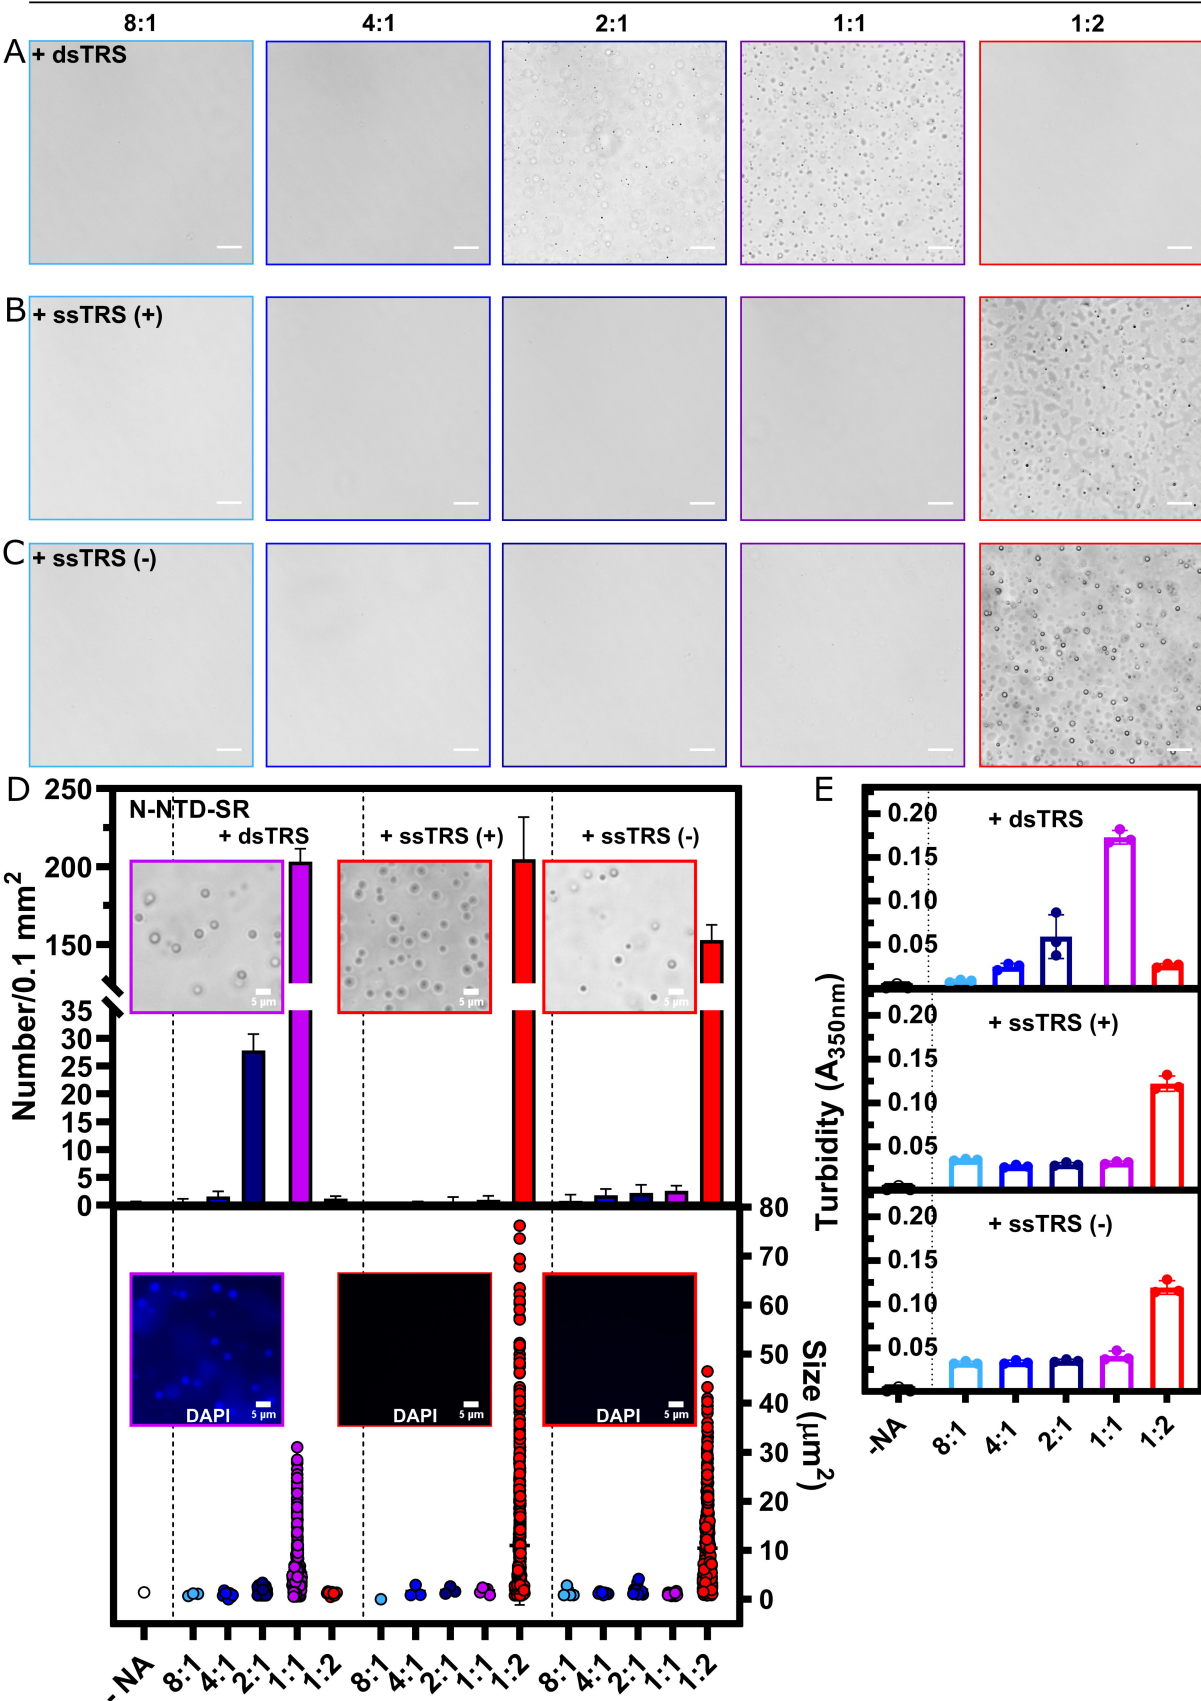 8:1 4:1 2:1 1:1 1:2
A + dsTRS
B + ssTRS (+)
C + ssTRS (-)
D
250
200
150
35
30
25
20
15
10
5
0
Number/0.1 mm²
N-NTD-SR
+ dsTRS + ssTRS (+) + ssTRS (-)
5 µm 5 µm 5 µm
80
70
60
50
40
30
20
10
0
Size (µm²)
DAPI 5 µm DAPI 5 µm DAPI 5 µm
- NA 8:1 4:1 2:1 1:1 1:2 8:1 4:1 2:1 1:1 1:2 8:1 4:1 2:1 1:1 1:2
E
Turbidity (A350nm)
+ dsTRS
0.20
0.15
0.10
0.05
+ ssTRS (+)
0.20
0.15
0.10
0.05
+ ssTRS (-)
0.20
0.15
0.10
0.05
-NA 8:1 4:1 2:1 1:1 1:2